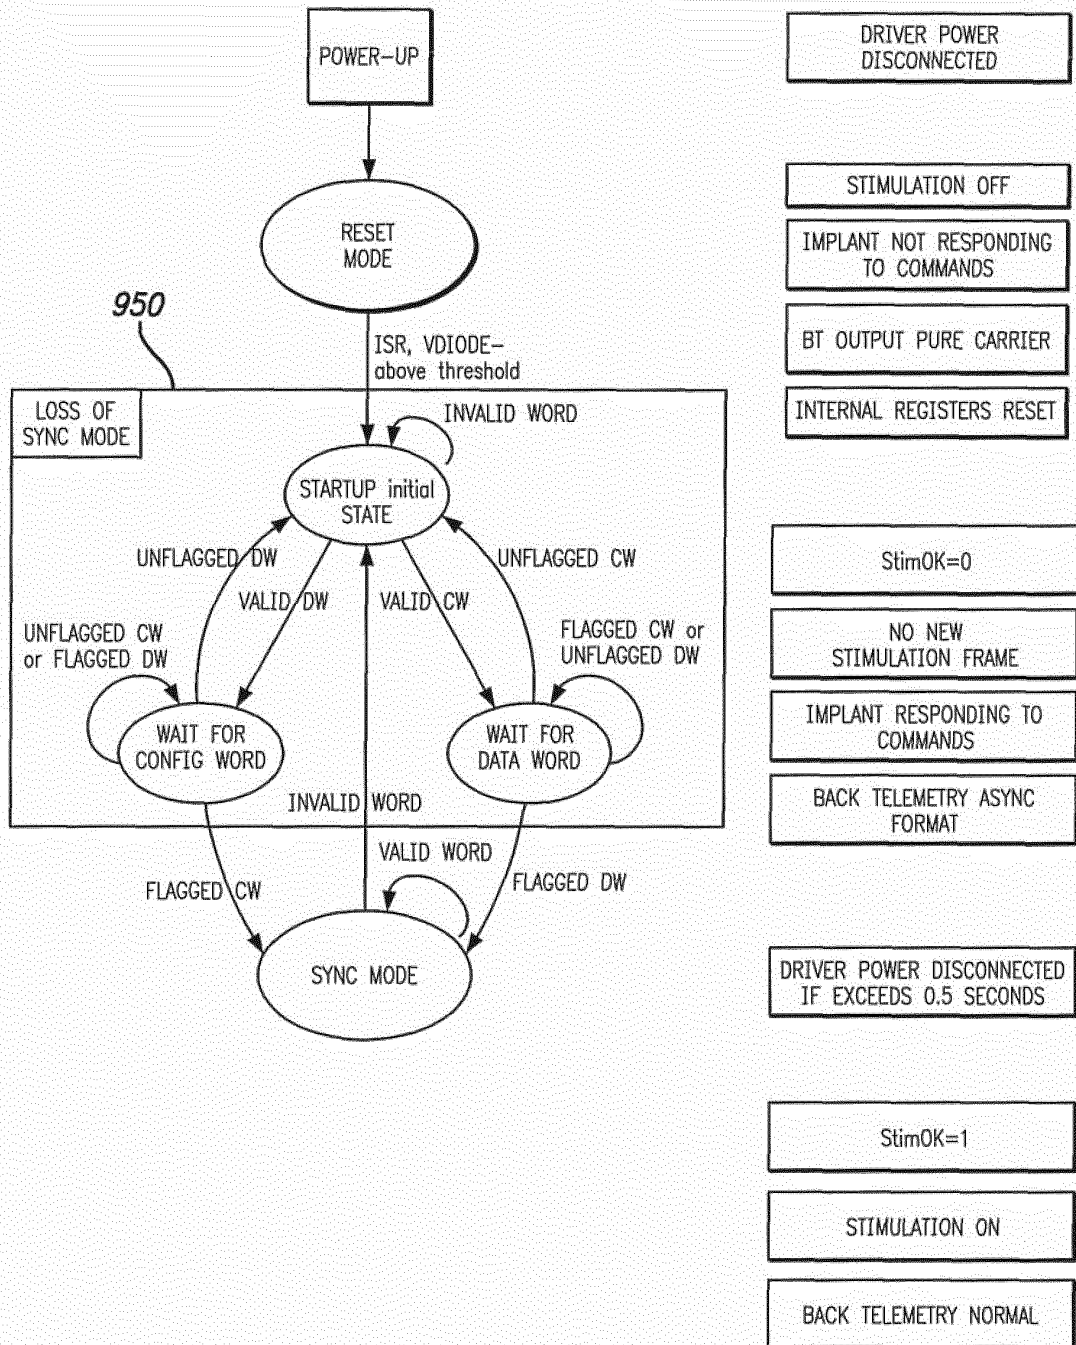 POWER-UP
DRIVER POWER
DISCONNECTED
RESET
MODE
STIMULATION OFF
IMPLANT NOT RESPONDING
TO COMMANDS
BT OUTPUT PURE CARRIER
INTERNAL REGISTERS RESET
950
ISR, VDIODE-
above threshold
LOSS OF
SYNC MODE
INVALID WORD
STARTUP initial
STATE
UNFLAGGED DW
UNFLAGGED CW
VALID DW
VALID CW
UNFLAGGED CW
or FLAGGED DW
FLAGGED CW or
UNFLAGGED DW
WAIT FOR
CONFIG WORD
WAIT FOR
DATA WORD
INVALID WORD
VALID WORD
FLAGGED CW
FLAGGED DW
SYNC MODE
StimOK=0
NO NEW
STIMULATION FRAME
IMPLANT RESPONDING TO
COMMANDS
BACK TELEMETRY ASYNC
FORMAT
DRIVER POWER DISCONNECTED
IF EXCEEDS 0.5 SECONDS
StimOK=1
STIMULATION ON
BACK TELEMETRY NORMAL